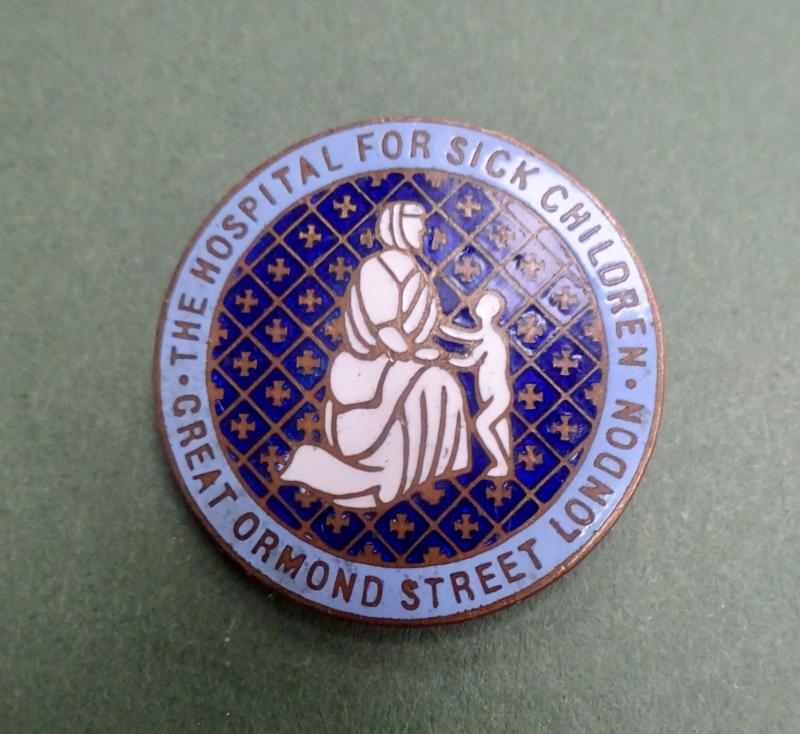 THE HOSPITAL FOR SICK CHILDREN
GREAT ORMOND STREET LONDON